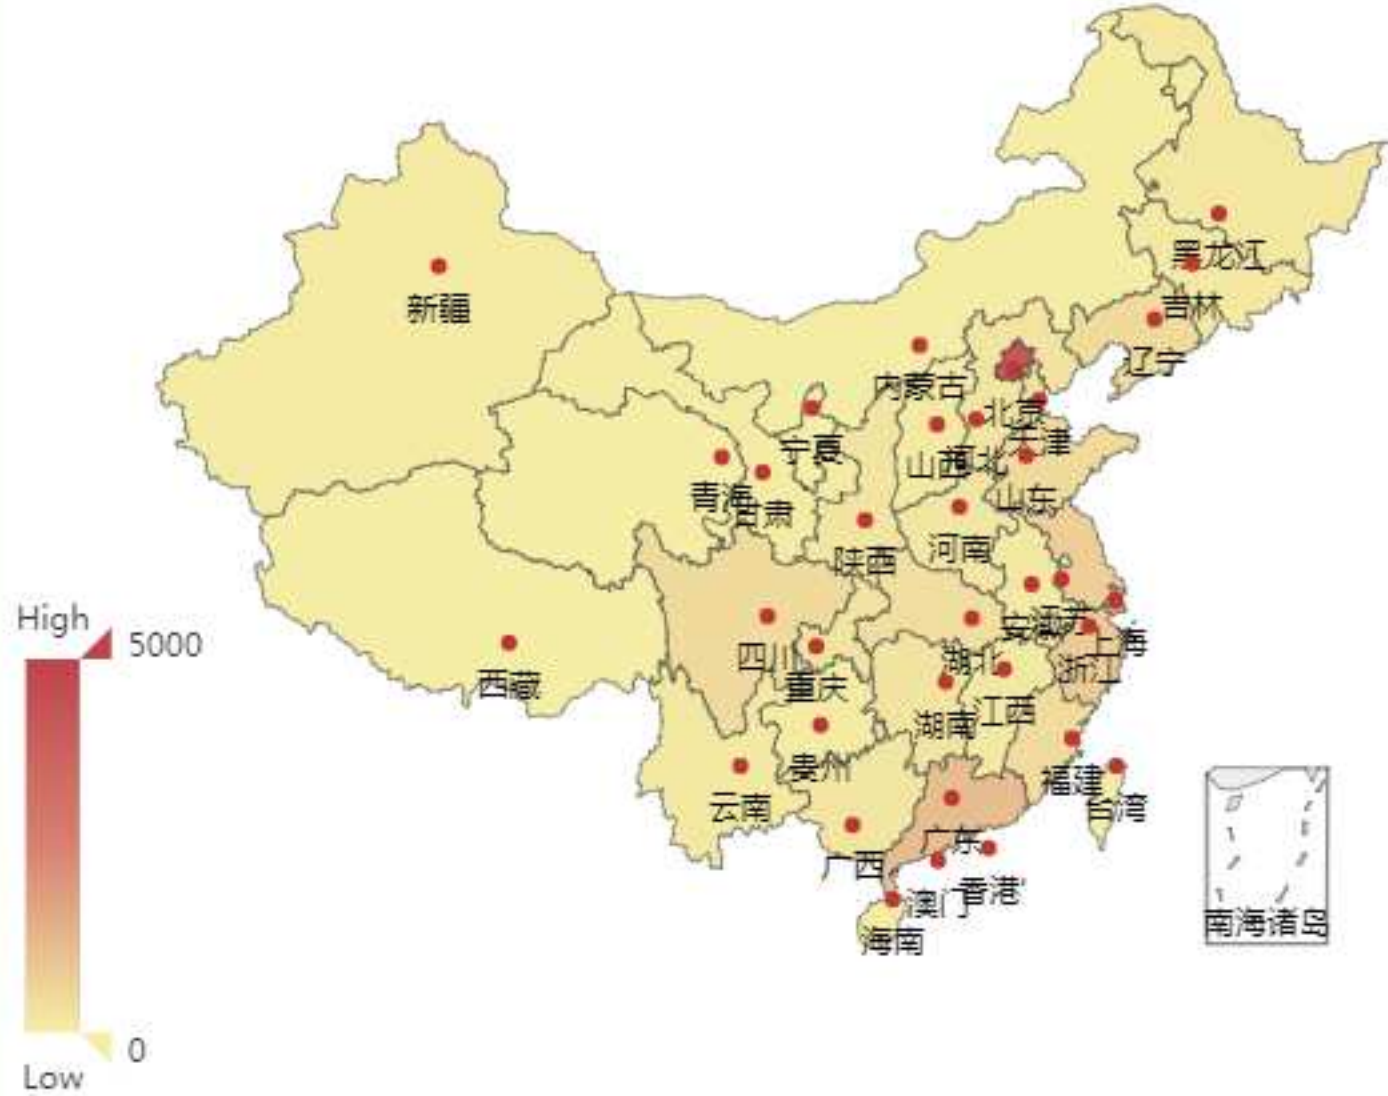 黑龙江
吉林
新疆
辽宁
内蒙古
北京
天津
宁夏
山西
河北
青海
甘肃
山东
河南
陕西
High
5000
安徽
江苏
上海
四川
湖北
浙江
西藏
重庆
湖南
江西
贵州
福建
云南
台湾
广东
广西
香港
澳门
南海诸岛
海南
0
Low